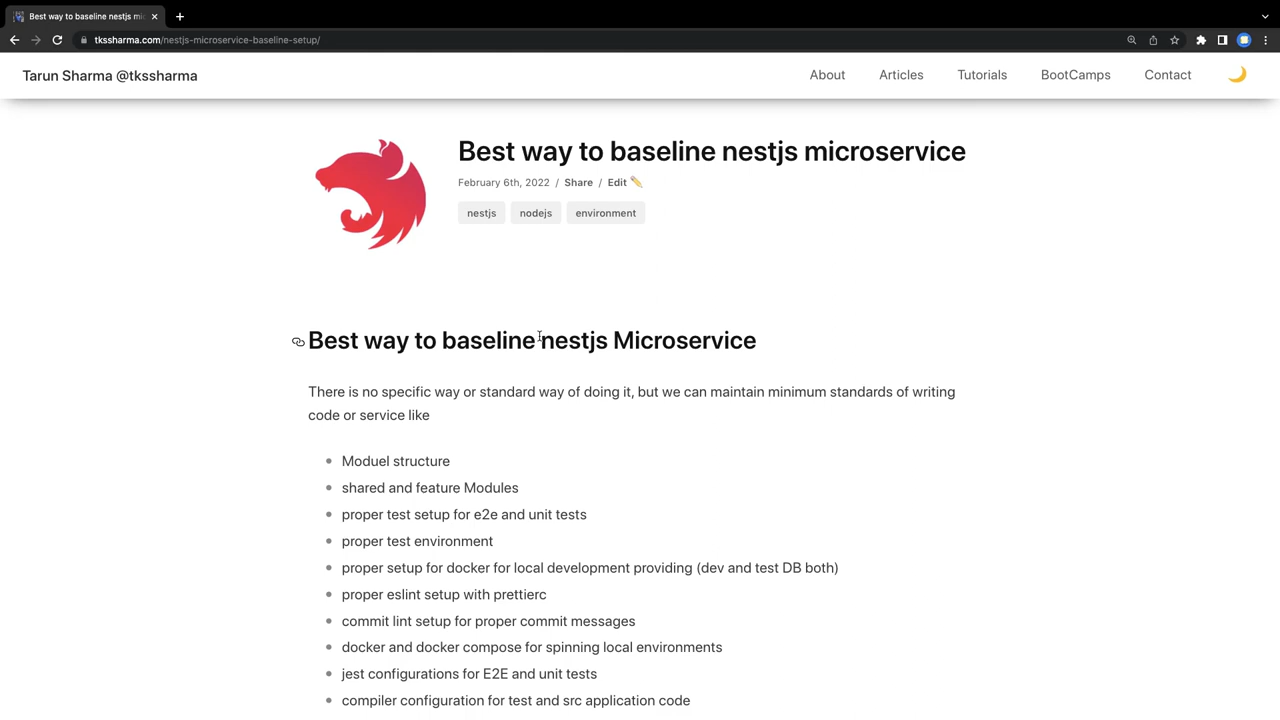 Best way to baseline nestjs mi
tkssharma.com/nestjs-microservice-baseline-setup/
Tarun Sharma @tkssharma
About Articles Tutorials BootCamps Contact
Best way to baseline nestjs microservice
February 6th, 2022 / Share / Edit ✏️
nestjs nodejs environment
Best way to baseline nestjs Microservice
There is no specific way or standard way of doing it, but we can maintain minimum standards of writing
code or service like
Moduel structure
shared and feature Modules
proper test setup for e2e and unit tests
proper test environment
proper setup for docker for local development providing (dev and test DB both)
proper eslint setup with prettierc
commit lint setup for proper commit messages
docker and docker compose for spinning local environments
jest configurations for E2E and unit tests
compiler configuration for test and src application code